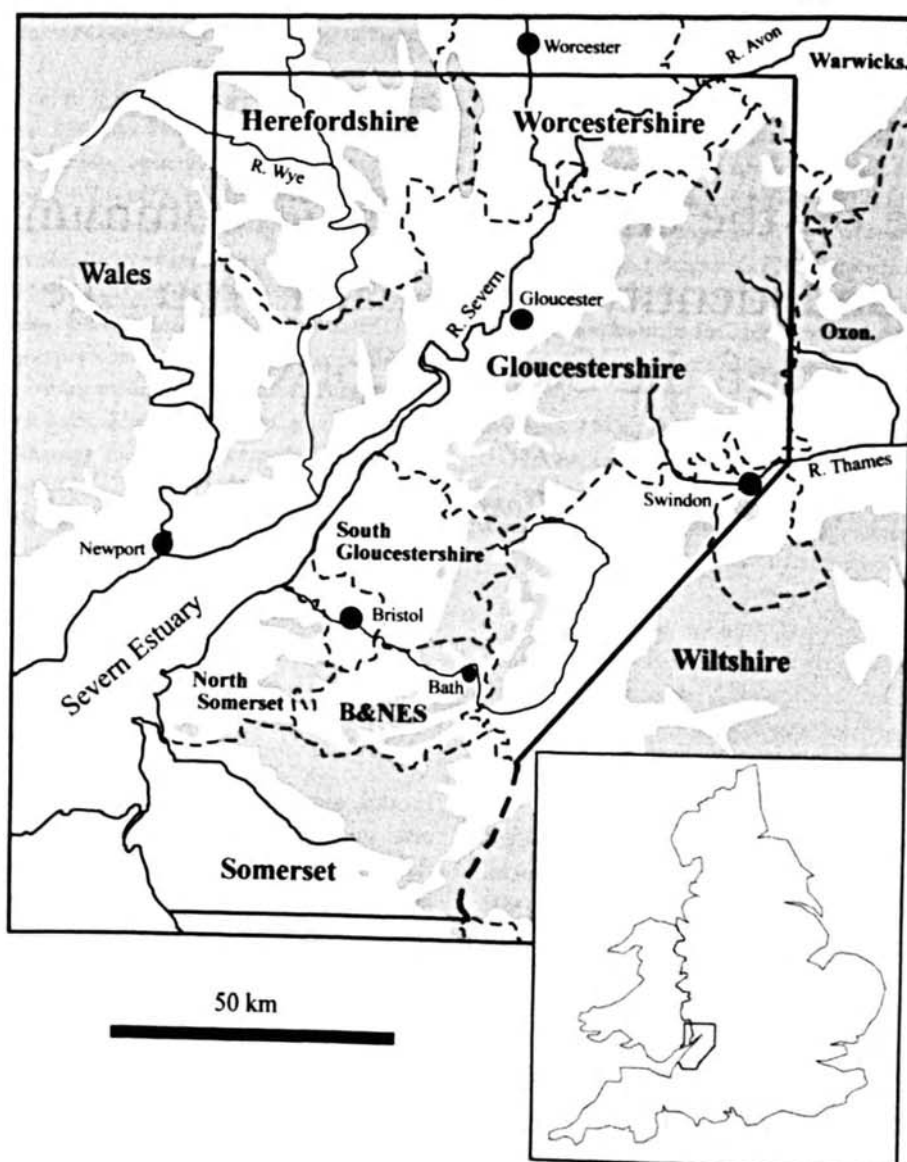 Worcester
R. Avon
Warwicks.
Herefordshire
Worcestershire
R. Wye
Wales
R. Severn
Gloucester
Oxon.
Gloucestershire
R. Thames
Swindon
Newport
South
Gloucestershire
Bristol
Severn Estuary
Wiltshire
North
Somerset
Bath
B&NES
Somerset
50 km